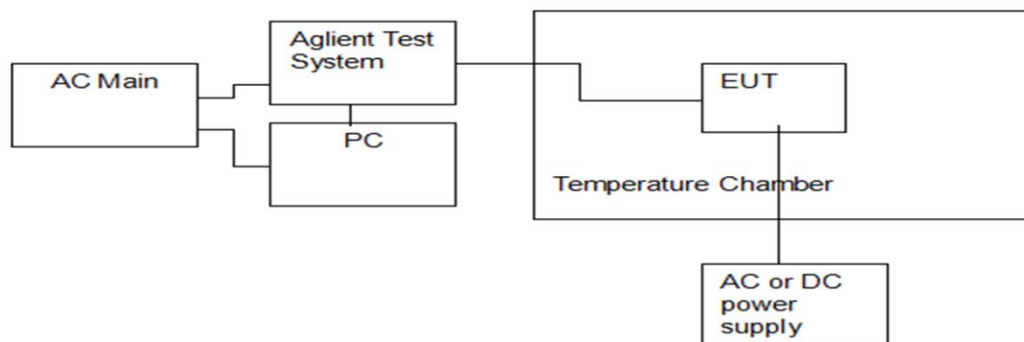 AC Main
Aglient Test
System
PC
EUT
Temperature Chamber
AC or DC
power
supply